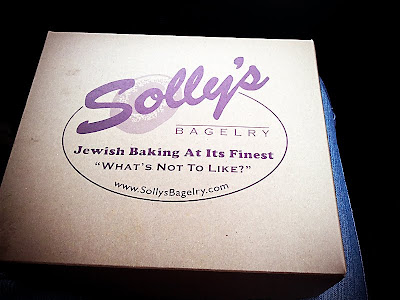 Solly's
BAGELRY
Jewish Baking At Its Finest
"WHAT'S NOT TO LIKE?"
www.SollysBagelry.com